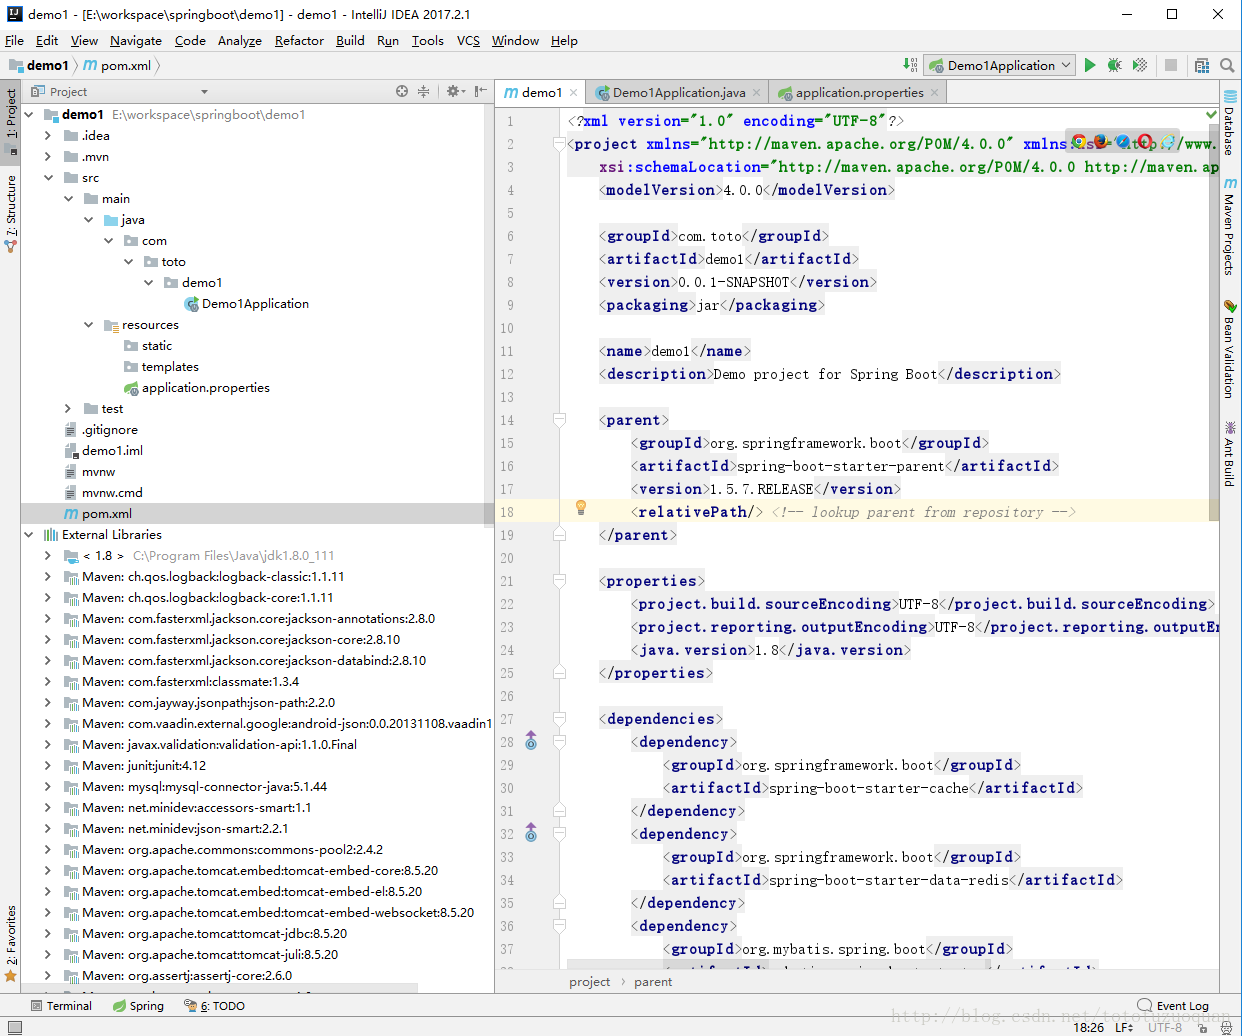 demo1 - [E:\workspace\springboot\demo1] - demo1 - IntelliJ IDEA 2017.2.1
File Edit View Navigate Code Analyze Refactor Build Run Tools VCS Window Help
demo1 pom.xml Demo1Application
Project
demo1 Demo1Application.java application.properties
1: Project
7: Structure
2: Favorites
demo1 E:\workspace\springboot\demo1
.idea
.mvn
src
main
java
com
toto
demo1
Demo1Application
resources
static
templates
application.properties
test
.gitignore
demo1.iml
mvnw
mvnw.cmd
pom.xml
External Libraries
< 1.8 > C:\Program Files\Java\jdk1.8.0_111
Maven: ch.qos.logback:logback-classic:1.1.11
Maven: ch.qos.logback:logback-core:1.1.11
Maven: com.fasterxml.jackson.core:jackson-annotations:2.8.0
Maven: com.fasterxml.jackson.core:jackson-core:2.8.10
Maven: com.fasterxml.jackson.core:jackson-databind:2.8.10
Maven: com.fasterxml:classmate:1.3.4
Maven: com.jayway.jsonpath:json-path:2.2.0
Maven: com.vaadin.external.google:android-json:0.0.20131108.vaadin1
Maven: javax.validation:validation-api:1.1.0.Final
Maven: junit:junit:4.12
Maven: mysql:mysql-connector-java:5.1.44
Maven: net.minidev:accessors-smart:1.1
Maven: net.minidev:json-smart:2.2.1
Maven: org.apache.commons:commons-pool2:2.4.2
Maven: org.apache.tomcat.embed:tomcat-embed-core:8.5.20
Maven: org.apache.tomcat.embed:tomcat-embed-el:8.5.20
Maven: org.apache.tomcat.embed:tomcat-embed-websocket:8.5.20
Maven: org.apache.tomcat:tomcat-jdbc:8.5.20
Maven: org.apache.tomcat:tomcat-juli:8.5.20
Maven: org.assertj:assertj-core:2.6.0
1 <?xml version="1.0" encoding="UTF-8"?>
2 <project xmlns="http://maven.apache.org/POM/4.0.0" xmlns:
3 xsi:schemaLocation="http://maven.apache.org/POM/4.0.0 http://maven.ap
4 <modelVersion>4.0.0</modelVersion>
5
6 <groupId>com.toto</groupId>
7 <artifactId>demo1</artifactId>
8 <version>0.0.1-SNAPSHOT</version>
9 <packaging>jar</packaging>
10
11 <name>demo1</name>
12 <description>Demo project for Spring Boot</description>
13
14 <parent>
15 <groupId>org.springframework.boot</groupId>
16 <artifactId>spring-boot-starter-parent</artifactId>
17 <version>1.5.7.RELEASE</version>
18 <relativePath/> <!-- lookup parent from repository -->
19 </parent>
20
21 <properties>
22 <project.build.sourceEncoding>UTF-8</project.build.sourceEncoding>
23 <project.reporting.outputEncoding>UTF-8</project.reporting.outputEn
24 <java.version>1.8</java.version>
25 </properties>
26
27 <dependencies>
28 <dependency>
29 <groupId>org.springframework.boot</groupId>
30 <artifactId>spring-boot-starter-cache</artifactId>
31 </dependency>
32 <dependency>
33 <groupId>org.springframework.boot</groupId>
34 <artifactId>spring-boot-starter-data-redis</artifactId>
35 </dependency>
36 <dependency>
37 <groupId>org.mybatis.spring.boot</groupId>
project parent
Database
Maven Projects
Bean Validation
Ant Build
Terminal Spring 6: TODO Event Log
18:26 LF UTF-8